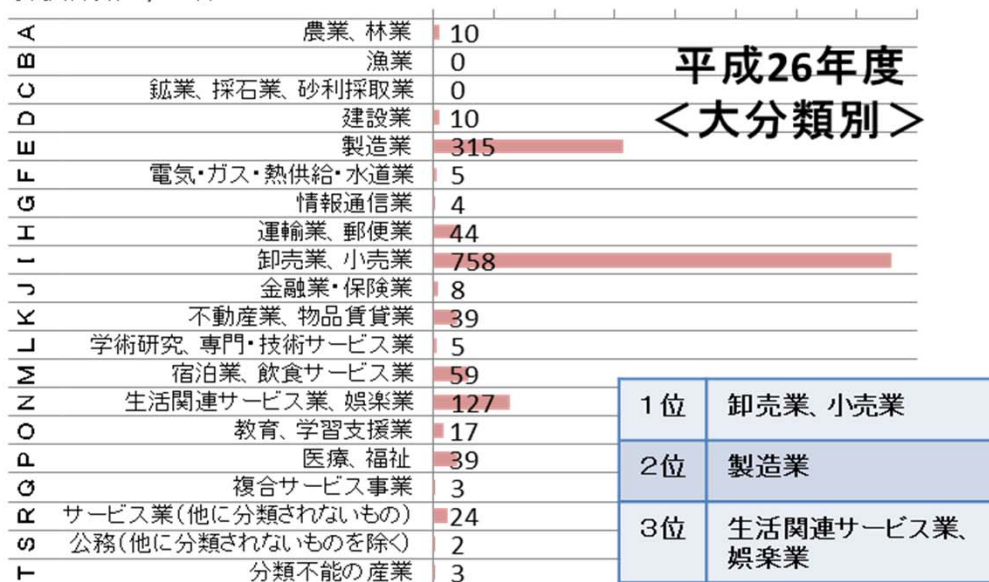 平成26年度
＜大分類別＞
A 農業、林業 10
B 漁業 0
C 鉱業、採石業、砂利採取業 0
D 建設業 10
E 製造業 315
F 電気・ガス・熱供給・水道業 5
G 情報通信業 4
H 運輸業、郵便業 44
I 卸売業、小売業 758
J 金融業・保険業 8
K 不動産業、物品賃貸業 39
L 学術研究、専門・技術サービス業 5
M 宿泊業、飲食サービス業 59
N 生活関連サービス業、娯楽業 127
O 教育、学習支援業 17
P 医療、福祉 39
Q 複合サービス事業 3
R サービス業(他に分類されないもの) 24
S 公務(他に分類されないものを除く) 2
T 分類不能の産業 3
1位 卸売業、小売業
2位 製造業
3位 生活関連サービス業、
娯楽業